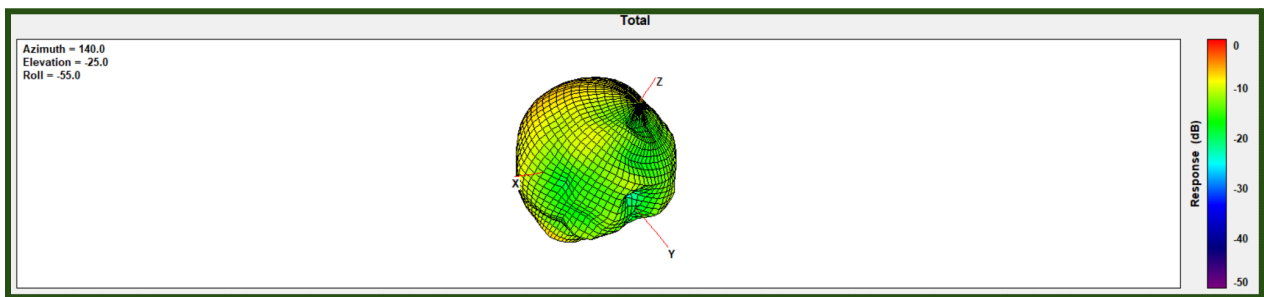 Total
Azimuth = 140.0
Elevation = -25.0
Roll = -55.0
Z
X
Y
0
-10
-20
-30
-40
-50
Response (dB)